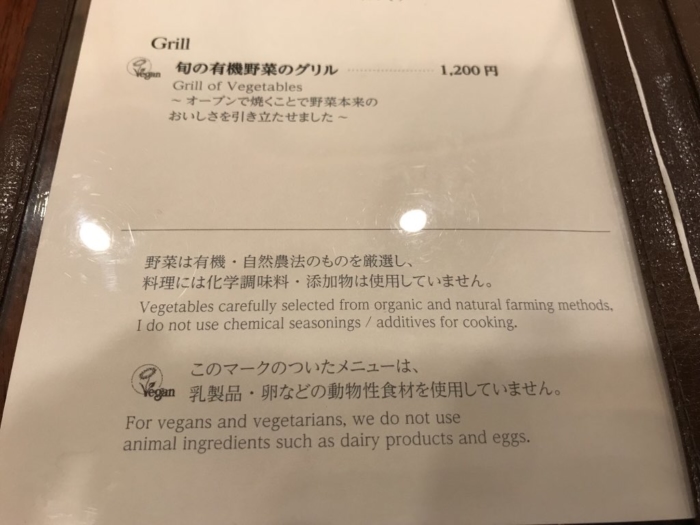 Grill
Vegan 旬の有機野菜のグリル ………………… 1,200 円
Grill of Vegetables
~ オーブンで焼くことで野菜本来の
おいしさを引き立たせました ~
野菜は有機・自然農法のものを厳選し、
料理には化学調味料・添加物は使用していません。
Vegetables carefully selected from organic and natural farming methods,
I do not use chemical seasonings / additives for cooking.
このマークのついたメニューは、
Vegan 乳製品・卵などの動物性食材を使用していません。
For vegans and vegetarians, we do not use
animal ingredients such as dairy products and eggs.